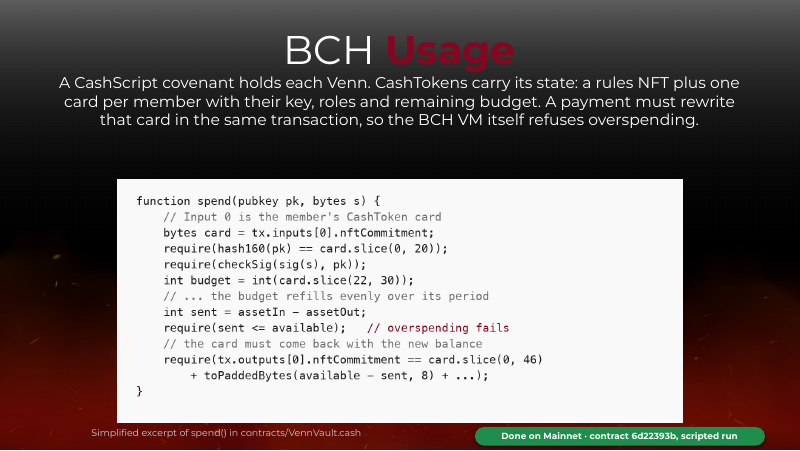 BCH Usage
A CashScript covenant holds each Venn. CashTokens carry its state: a rules NFT plus one
card per member with their key, roles and remaining budget. A payment must rewrite
that card in the same transaction, so the BCH VM itself refuses overspending.
function spend(pubkey pk, bytes s) {
    // Input 0 is the member's CashToken card
    bytes card = tx.inputs[0].nftCommitment;
    require(hash160(pk) == card.slice(0, 20));
    require(checkSig(sig(s), pk));
    int budget = int(card.slice(22, 30));
    // ... the budget refills evenly over its period
    int sent = assetIn − assetOut;
    require(sent <= available);   // overspending fails
    // the card must come back with the new balance
    require(tx.outputs[0].nftCommitment == card.slice(0, 46)
        + toPaddedBytes(available − sent, 8) + ...);
}
Simplified excerpt of spend() in contracts/VennVault.cash
Done on Mainnet · contract 6d22393b, scripted run